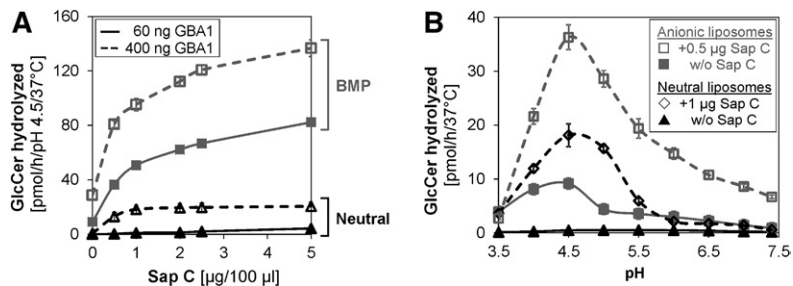 A
GlcCer hydrolyzed
[pmol/h/pH 4.5/37°C]
160
120
80
40
0
60 ng GBA1
400 ng GBA1
BMP
Neutral
0 1 2 3 4 5
Sap C [µg/100 µl]
B
GlcCer hydrolyzed
[pmol/h/37°C]
40
30
20
10
0
Anionic liposomes
+0.5 µg Sap C
w/o Sap C
Neutral liposomes
+1 µg Sap C
w/o Sap C
3.5 4.5 5.5 6.5 7.5
pH